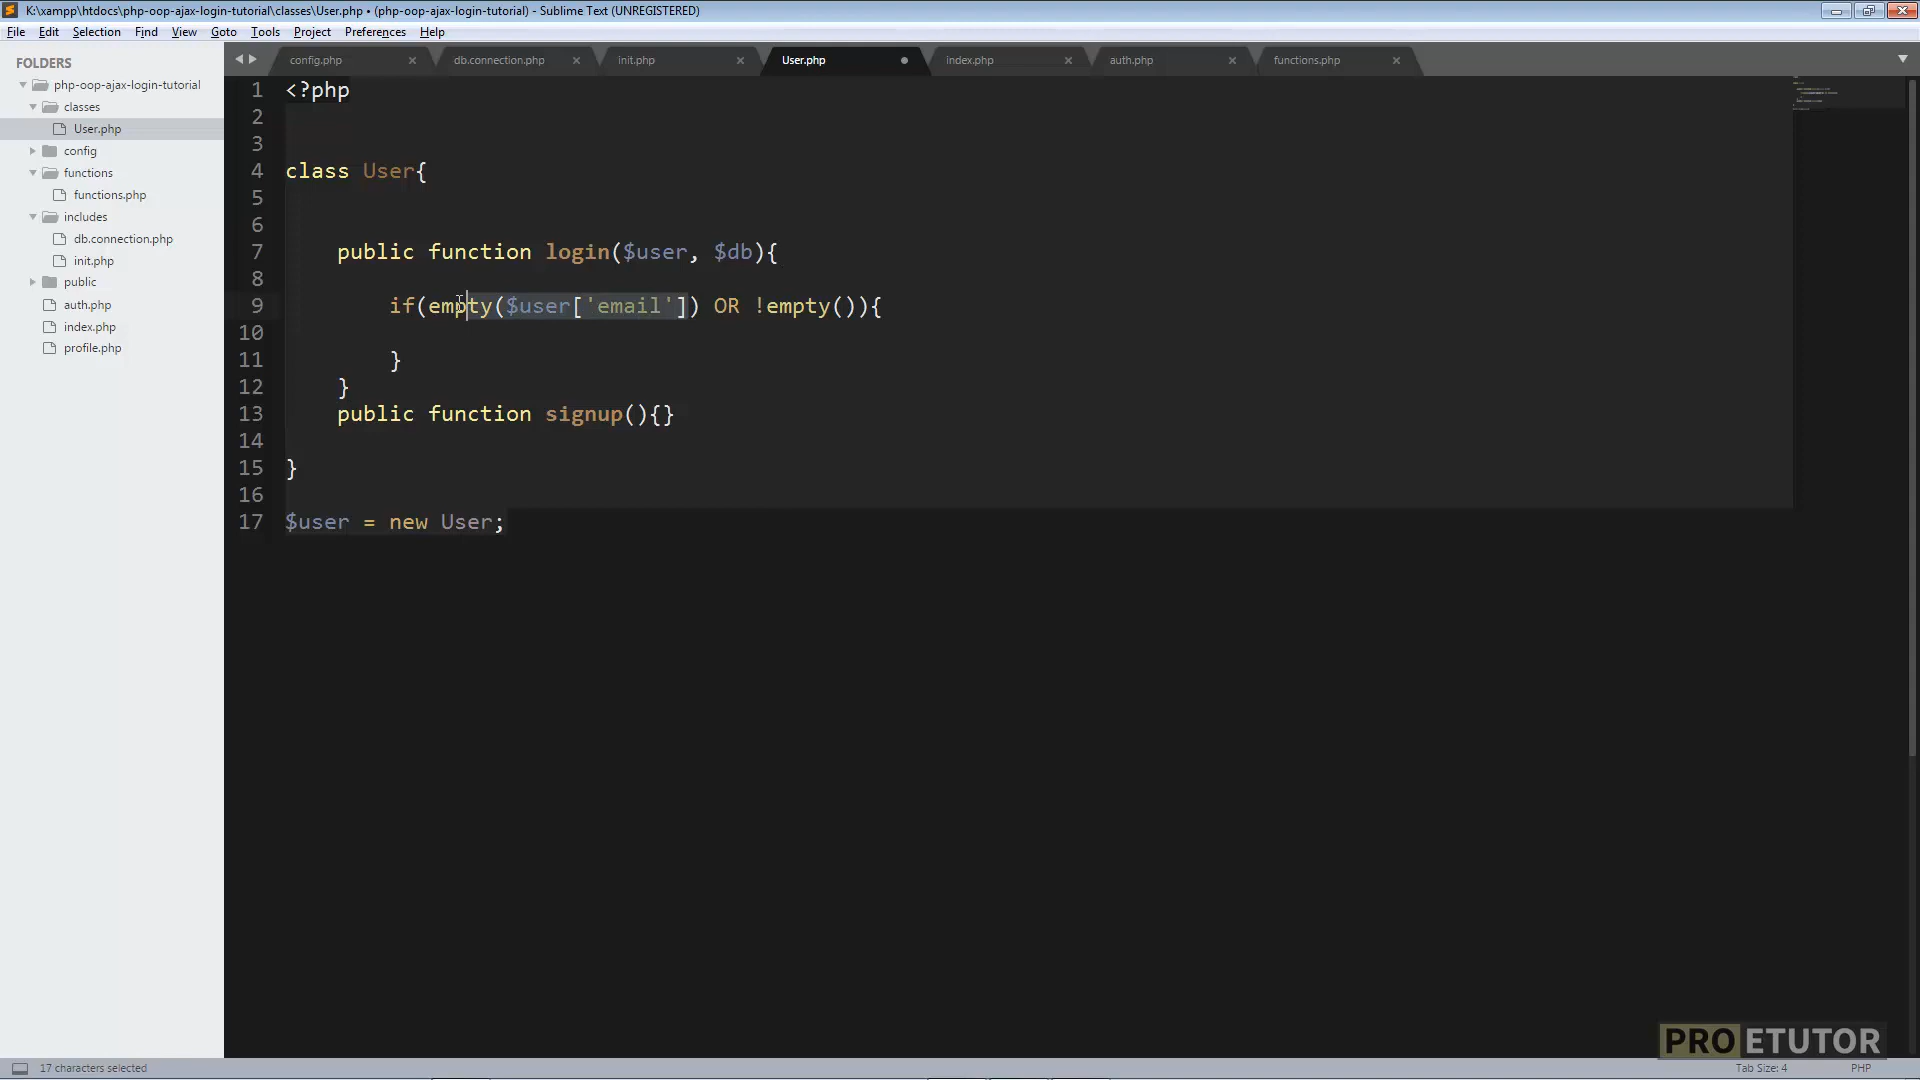 K:\xampp\htdocs\php-oop-ajax-login-tutorial\classes\User.php • (php-oop-ajax-login-tutorial) - Sublime Text (UNREGISTERED)
File Edit Selection Find View Goto Tools Project Preferences Help
FOLDERS
php-oop-ajax-login-tutorial
classes
User.php
config
functions
functions.php
includes
db.connection.php
init.php
public
auth.php
index.php
profile.php
config.php db.connection.php init.php User.php index.php auth.php functions.php
1 <?php
2
3
4 class User{
5
6
7     public function login($user, $db){
8
9         if(empty($user['email']) OR !empty()){
10
11         }
12     }
13     public function signup(){}
14
15 }
16
17 $user = new User;
PRO ETUTOR
17 characters selected
Tab Size: 4
PHP